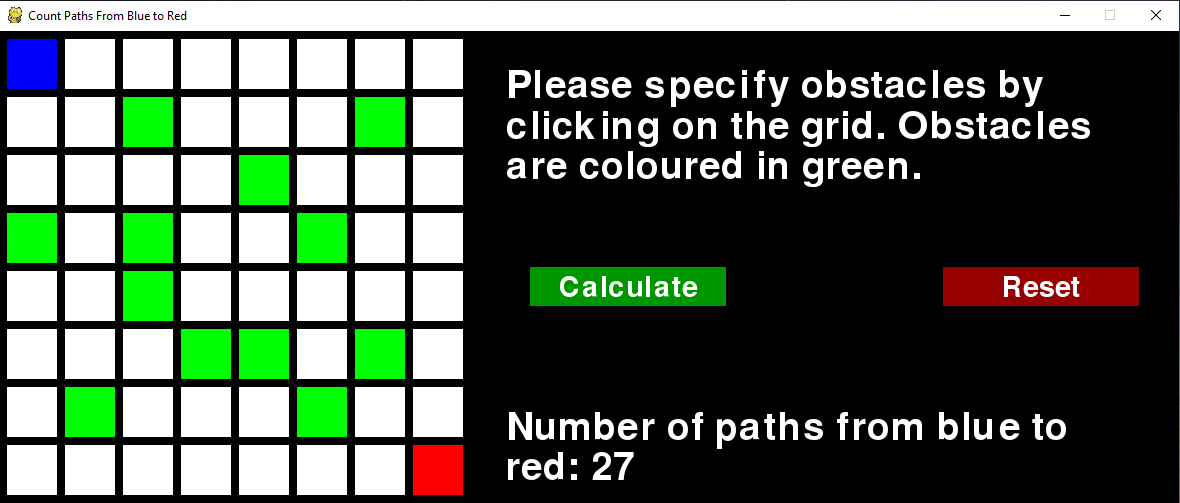 Count Paths From Blue to Red
Please specify obstacles by
clicking on the grid. Obstacles
are coloured in green.
Calculate
Reset
Number of paths from blue to
red: 27